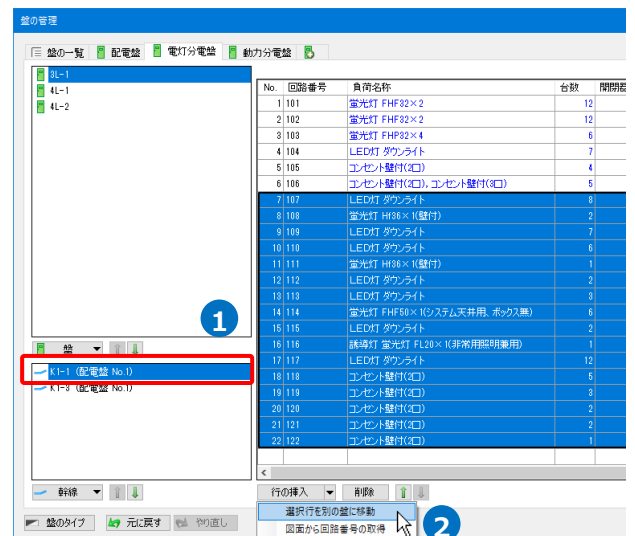 盤の管理
盤の一覧 配電盤 電灯分電盤 動力分電盤
3L-1
4L-1
4L-2
No. 回路番号 負荷名称 台数 開閉器
1 101 蛍光灯 FHF32×2 12
2 102 蛍光灯 FHF32×2 12
3 103 蛍光灯 FHP32×4 6
4 104 LED灯 ダウンライト 7
5 105 コンセント壁付(2口) 4
6 106 コンセント壁付(2口), コンセント壁付(3口) 5
7 107 LED灯 ダウンライト 8
8 108 蛍光灯 Hf36×1(壁付) 2
9 109 LED灯 ダウンライト 7
10 110 LED灯 ダウンライト 6
11 111 蛍光灯 Hf36×1(壁付) 1
12 112 LED灯 ダウンライト 2
13 113 LED灯 ダウンライト 3
14 114 蛍光灯 FHF50×1(システム天井用、ボックス無) 6
15 115 LED灯 ダウンライト 2
16 116 誘導灯 蛍光灯 FL20×1(非常用照明兼用) 1
17 117 LED灯 ダウンライト 12
18 118 コンセント壁付(2口) 5
19 119 コンセント壁付(2口) 3
20 120 コンセント壁付(2口) 2
21 121 コンセント壁付(2口) 2
22 122 コンセント壁付(2口) 1
1
盤
K1-1 (配電盤 No.1)
K1-3 (配電盤 No.1)
幹線
行の挿入 削除
選択行を別の盤に移動
図面から回路番号の取得
2
盤のタイプ 元に戻す やり直し